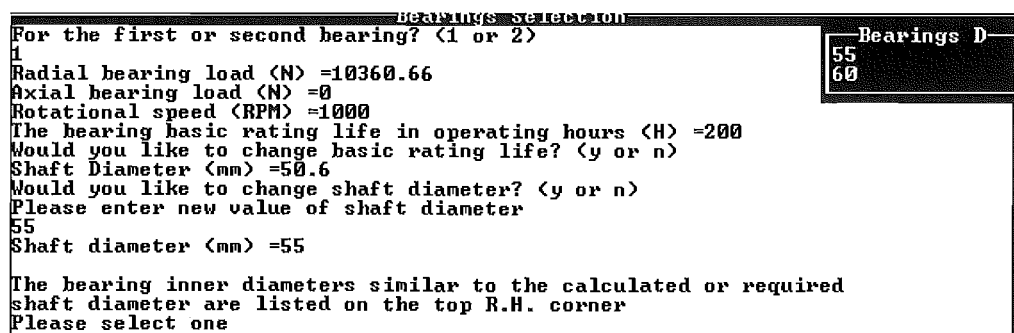 Bearings Selection
For the first or second bearing? (1 or 2)
1
Radial bearing load (N) =10360.66
Axial bearing load (N) =0
Rotational speed (RPM) =1000
The bearing basic rating life in operating hours (H) =200
Would you like to change basic rating life? (y or n)
Shaft Diameter (mm) =50.6
Would you like to change shaft diameter? (y or n)
Please enter new value of shaft diameter
55
Shaft diameter (mm) =55
The bearing inner diameters similar to the calculated or required
shaft diameter are listed on the top R.H. corner
Please select one
Bearings D
55
60